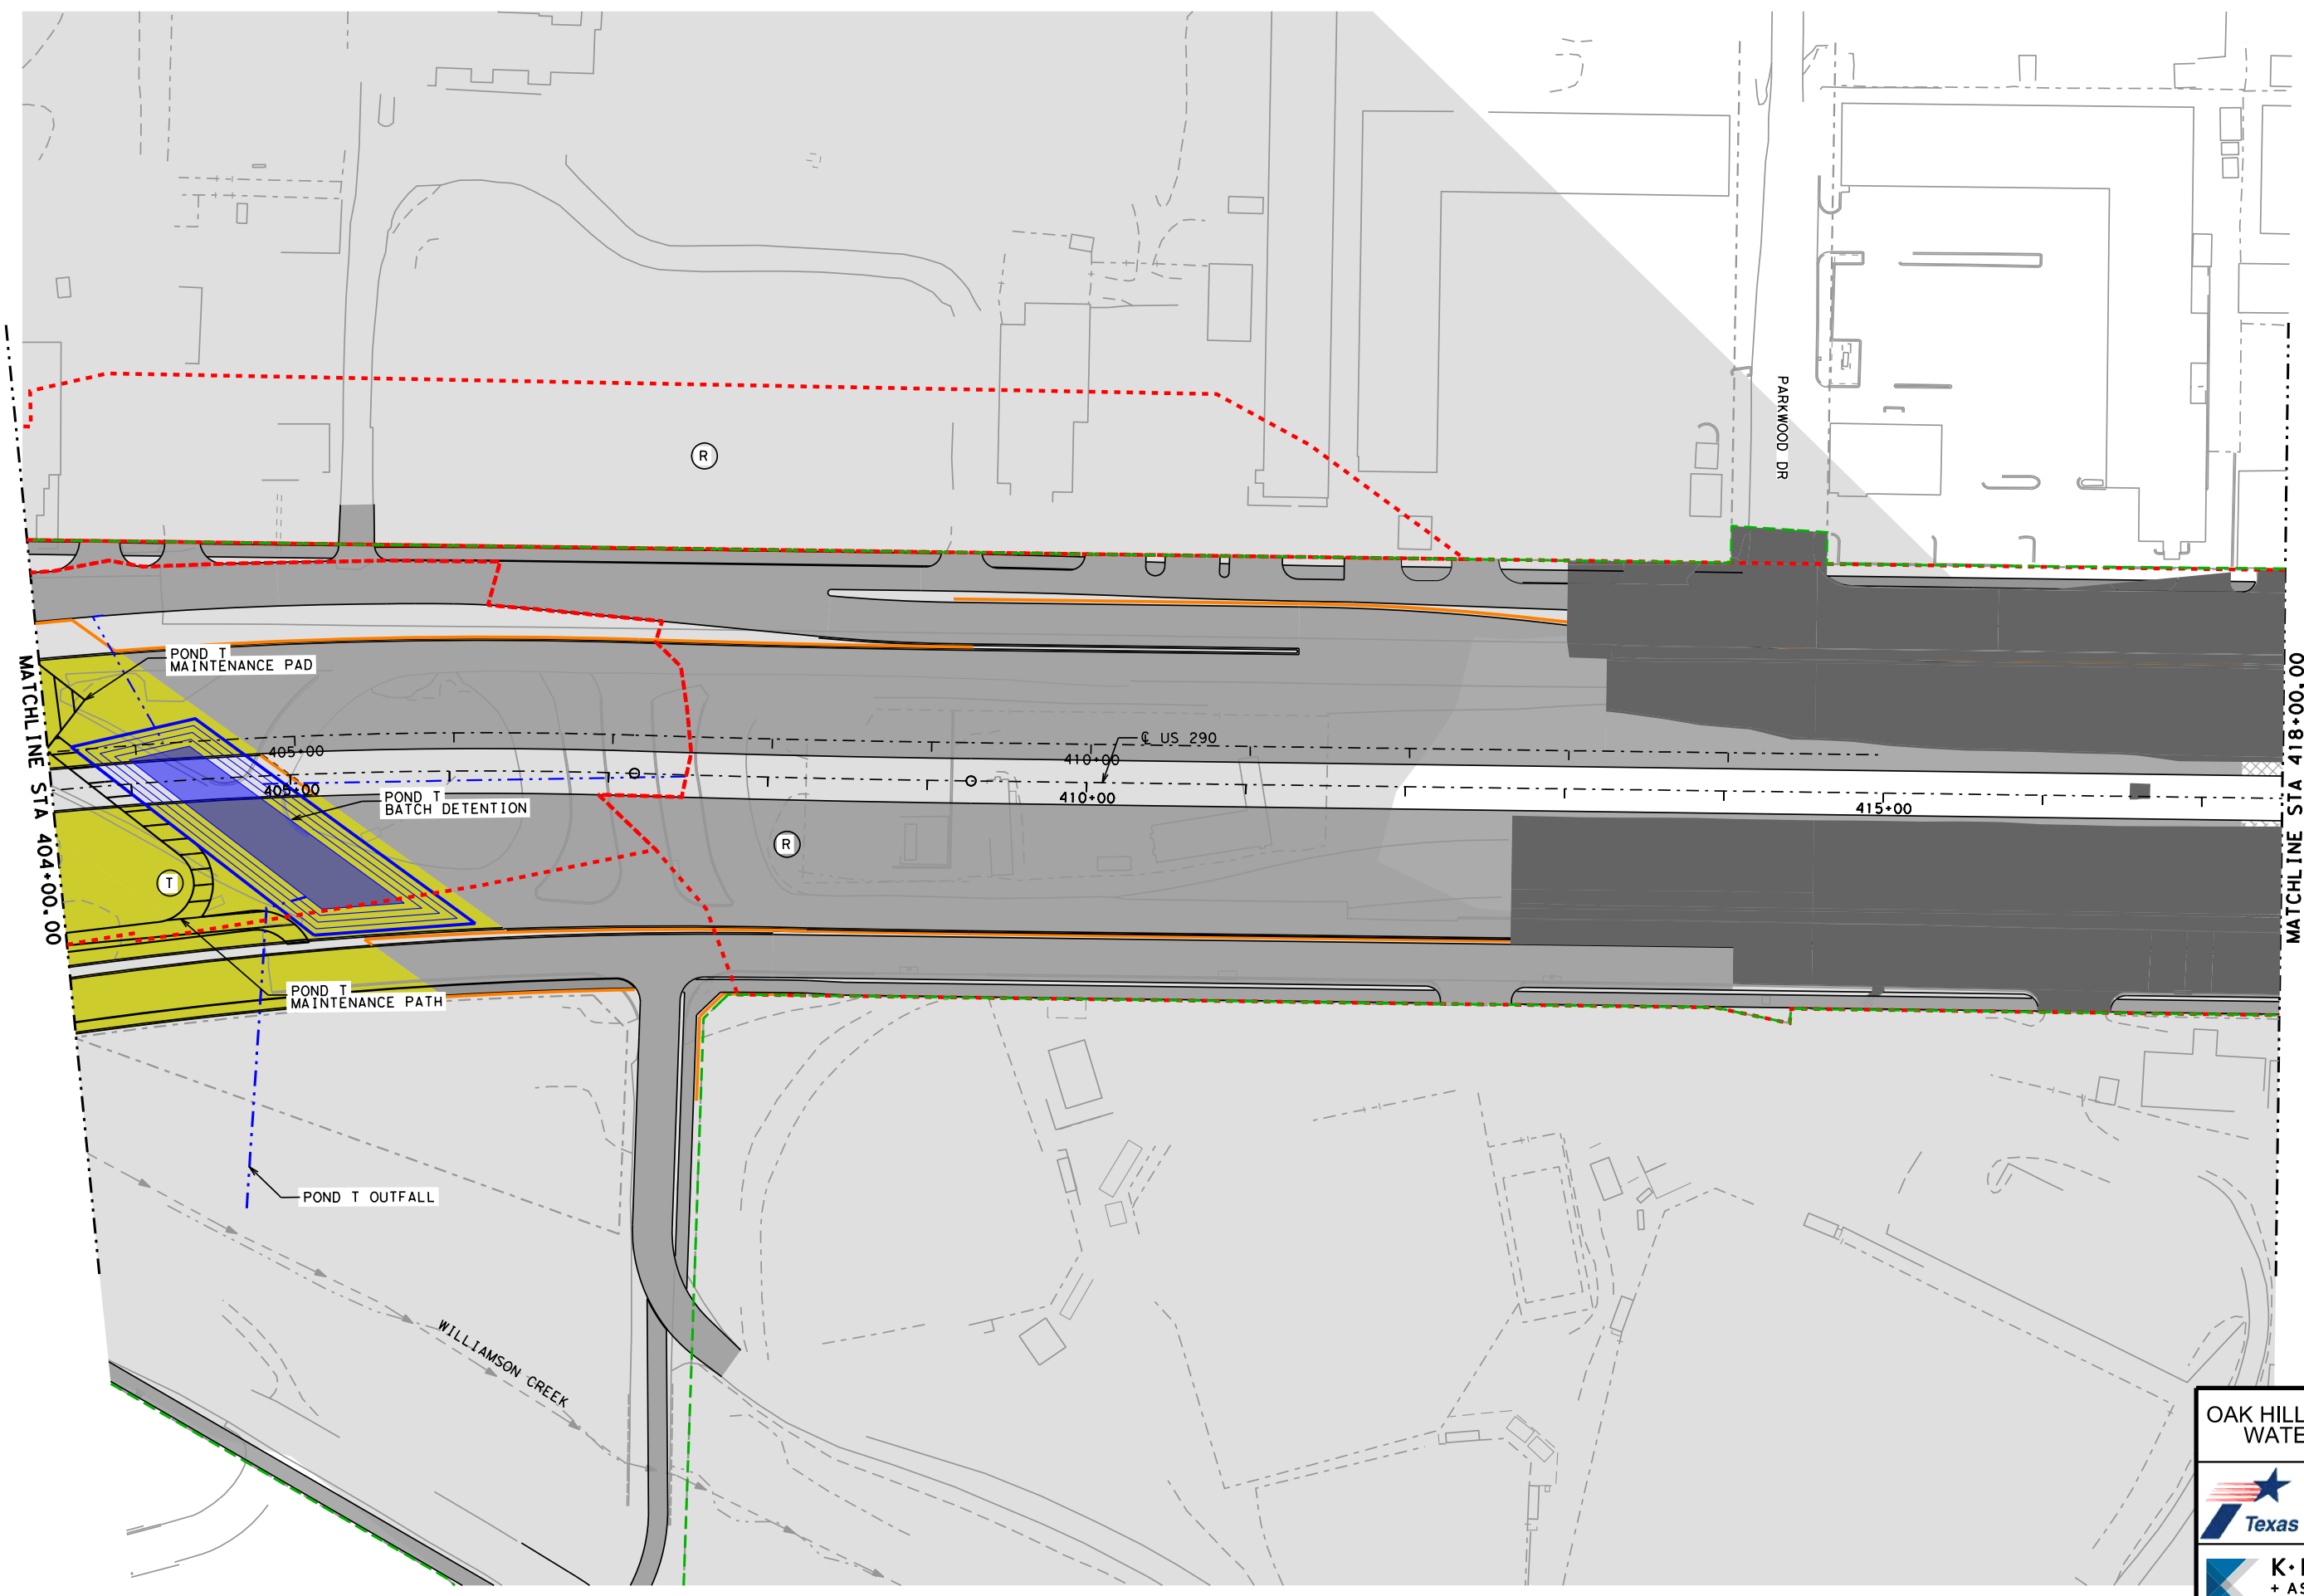 PARKWOOD DR
R
POND T
MAINTENANCE PAD
MATCHLINE STA 404+00.00
MATCHLINE STA 418+00.00
405+00
℄ US 290
410+00
405+00
POND T
BATCH DETENTION
410+00
415+00
R
T
POND T
MAINTENANCE PATH
POND T OUTFALL
WILLIAMSON CREEK
OAK HILL
WATE
Texas
K·
+ AS